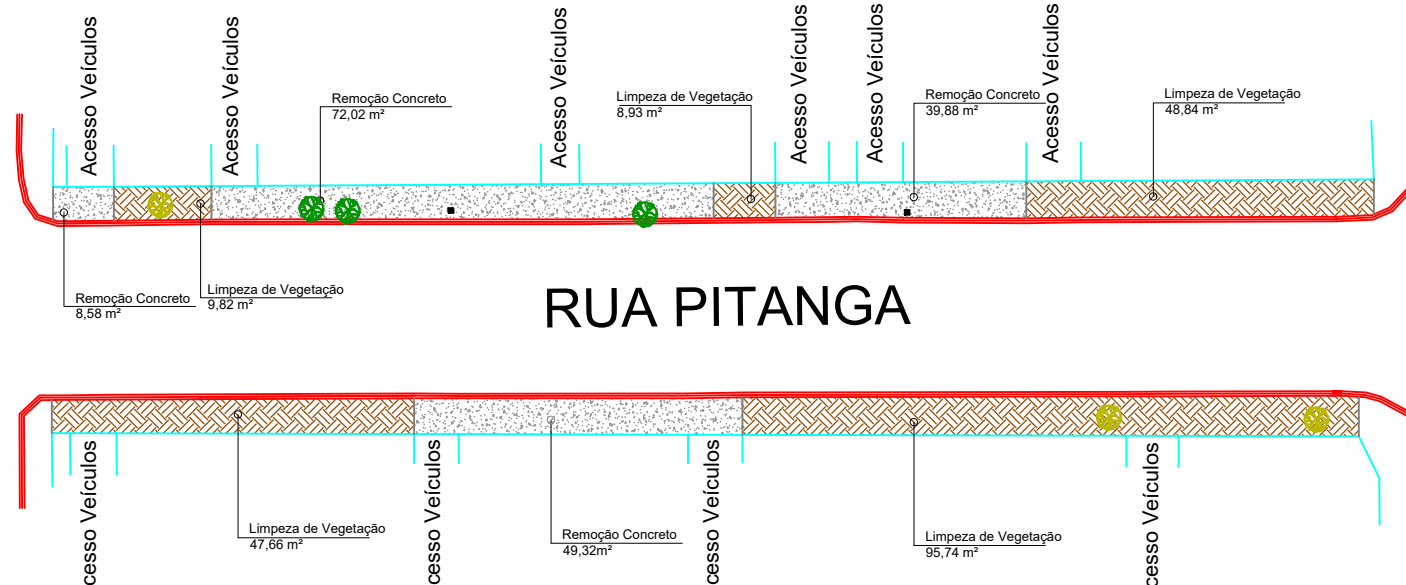 Acesso Veículos
Acesso Veículos
Acesso Veículos
Acesso Veículos
Acesso Veículos
Acesso Veículos
Remoção Concreto
72,02 m²
Limpeza de Vegetação
8,93 m²
Remoção Concreto
39,88 m²
Limpeza de Vegetação
48,84 m²
Remoção Concreto
8,58 m²
Limpeza de Vegetação
9,82 m²
RUA PITANGA
cesso Veículos
cesso Veículos
cesso Veículos
cesso Veículos
Limpeza de Vegetação
47,66 m²
Remoção Concreto
49,32m²
Limpeza de Vegetação
95,74 m²